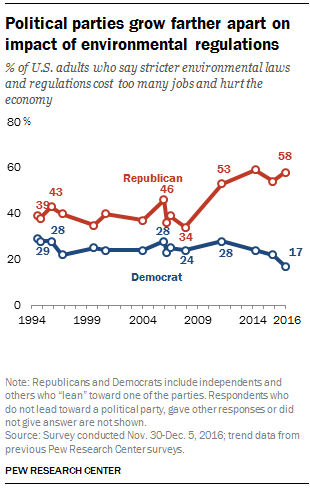 Political parties grow farther apart on
impact of environmental regulations
% of U.S. adults who say stricter environmental laws
and regulations cost too many jobs and hurt the
economy
80 %
60
40
20
0
Republican
39
43
46
34
53
58
28
29
28
24
28
17
Democrat
1994
1999
2004
2009
2014
2016
Note: Republicans and Democrats include independents and
others who “lean” toward one of the parties. Respondents who
do not lead toward a political party, gave other responses or did
not give answer are not shown.
Source: Survey conducted Nov. 30-Dec. 5, 2016; trend data from
previous Pew Research Center surveys.
PEW RESEARCH CENTER